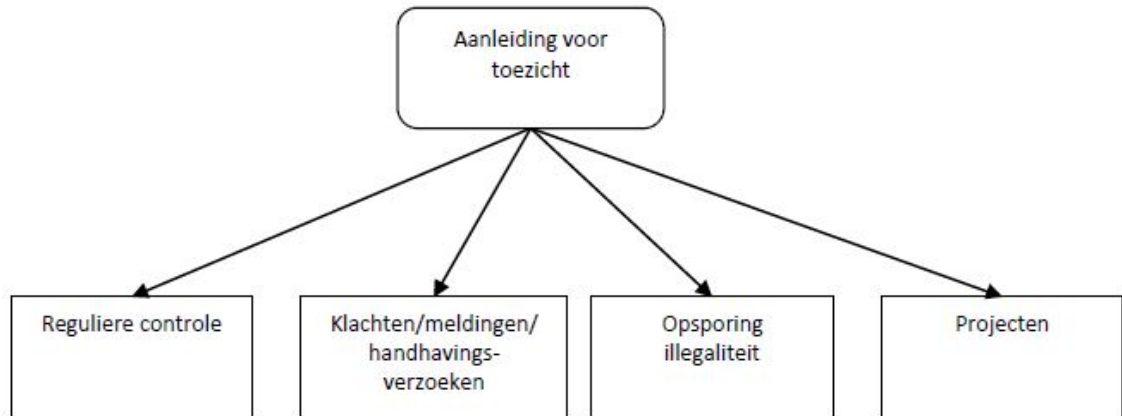 Aanleiding voor
toezicht
Reguliere controle
Klachten/meldingen/
handhavings-
verzoeken
Opsporing
illegaliteit
Projecten